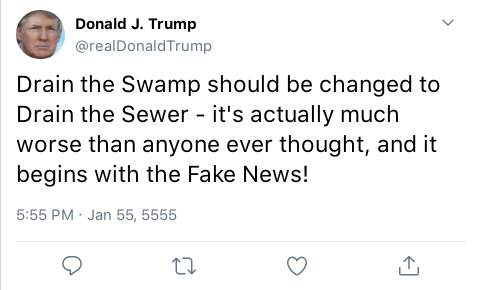 Donald J. Trump
@realDonaldTrump
Drain the Swamp should be changed to
Drain the Sewer - it's actually much
worse than anyone ever thought, and it
begins with the Fake News!
5:55 PM · Jan 55, 5555